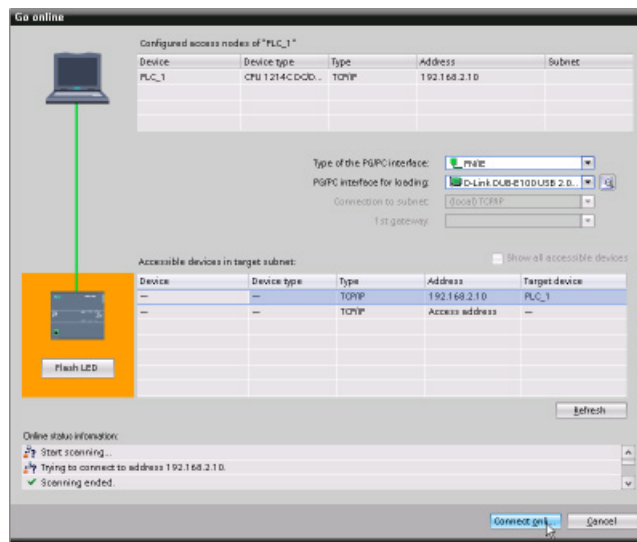 Go online
Configured access nodes of "PLC_1"
Device Device type Type Address Subnet
PLC_1 CPU 1214C DC/D... TCP/IP 192.168.2.10
Type of the PG/PC interface: PN/IE
PG/PC interface for loading: D-Link DUB-E100 USB 2.0...
Connection to subnet: (local) TCP/IP
1st gateway:
Accessible devices in target subnet: Show all accessible devices
Device Device type Type Address Target device
— — TCP/IP 192.168.2.10 PLC_1
— — TCP/IP Access address —
Flash LED
Refresh
Online status information:
Start scanning...
Trying to connect to address 192.168.2.10.
Scanning ended.
Connect onli... Cancel